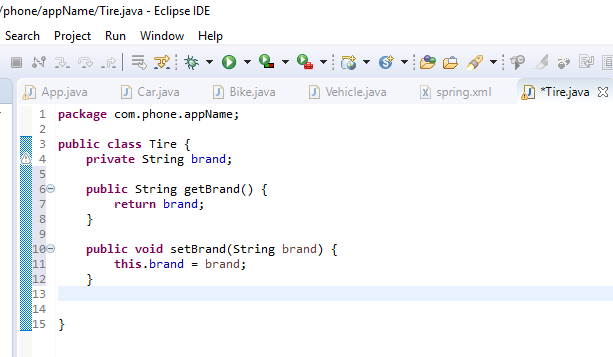 /phone/appName/Tire.java - Eclipse IDE
Search Project Run Window Help
App.java Car.java Bike.java Vehicle.java spring.xml *Tire.java
1 package com.phone.appName;
2
3 public class Tire {
4 private String brand;
5
6 public String getBrand() {
7 return brand;
8 }
9
10 public void setBrand(String brand) {
11 this.brand = brand;
12 }
13
14
15 }